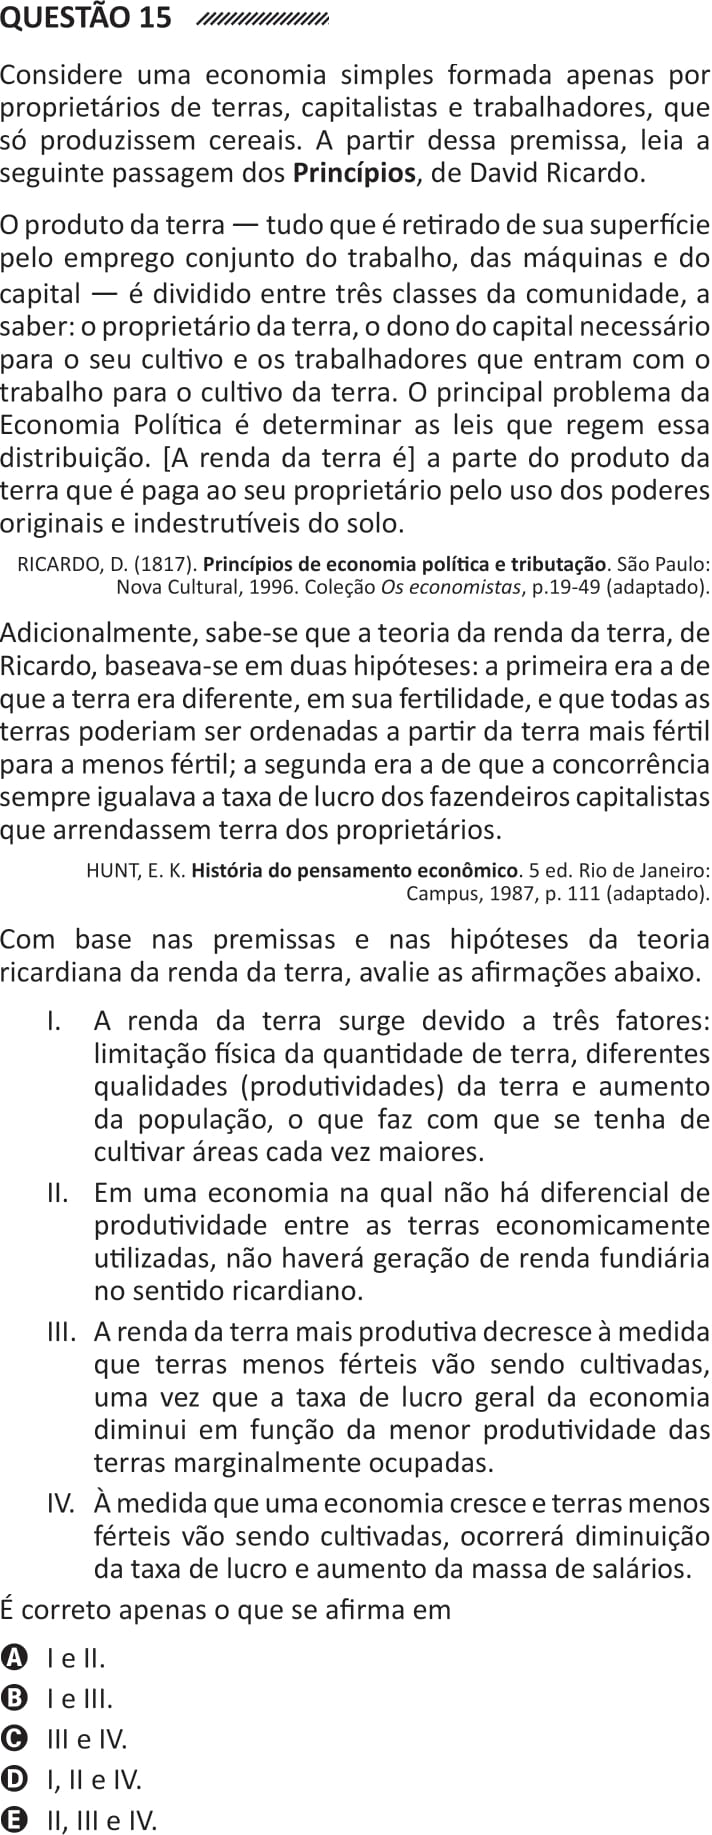 QUESTÃO 15
Considere uma economia simples formada apenas por
proprietários de terras, capitalistas e trabalhadores, que
só produzissem cereais. A partir dessa premissa, leia a
seguinte passagem dos Princípios, de David Ricardo.
O produto da terra — tudo que é retirado de sua superfície
pelo emprego conjunto do trabalho, das máquinas e do
capital — é dividido entre três classes da comunidade, a
saber: o proprietário da terra, o dono do capital necessário
para o seu cultivo e os trabalhadores que entram com o
trabalho para o cultivo da terra. O principal problema da
Economia Política é determinar as leis que regem essa
distribuição. [A renda da terra é] a parte do produto da
terra que é paga ao seu proprietário pelo uso dos poderes
originais e indestrutíveis do solo.
RICARDO, D. (1817). Princípios de economia política e tributação. São Paulo:
Nova Cultural, 1996. Coleção Os economistas, p.19-49 (adaptado).
Adicionalmente, sabe-se que a teoria da renda da terra, de
Ricardo, baseava-se em duas hipóteses: a primeira era a de
que a terra era diferente, em sua fertilidade, e que todas as
terras poderiam ser ordenadas a partir da terra mais fértil
para a menos fértil; a segunda era a de que a concorrência
sempre igualava a taxa de lucro dos fazendeiros capitalistas
que arrendassem terra dos proprietários.
HUNT, E. K. História do pensamento econômico. 5 ed. Rio de Janeiro:
Campus, 1987, p. 111 (adaptado).
Com base nas premissas e nas hipóteses da teoria
ricardiana da renda da terra, avalie as afirmações abaixo.
I. A renda da terra surge devido a três fatores:
limitação física da quantidade de terra, diferentes
qualidades (produtividades) da terra e aumento
da população, o que faz com que se tenha de
cultivar áreas cada vez maiores.
II. Em uma economia na qual não há diferencial de
produtividade entre as terras economicamente
utilizadas, não haverá geração de renda fundiária
no sentido ricardiano.
III. A renda da terra mais produtiva decresce à medida
que terras menos férteis vão sendo cultivadas,
uma vez que a taxa de lucro geral da economia
diminui em função da menor produtividade das
terras marginalmente ocupadas.
IV. À medida que uma economia cresce e terras menos
férteis vão sendo cultivadas, ocorrerá diminuição
da taxa de lucro e aumento da massa de salários.
É correto apenas o que se afirma em
A I e II.
B I e III.
C III e IV.
D I, II e IV.
E II, III e IV.